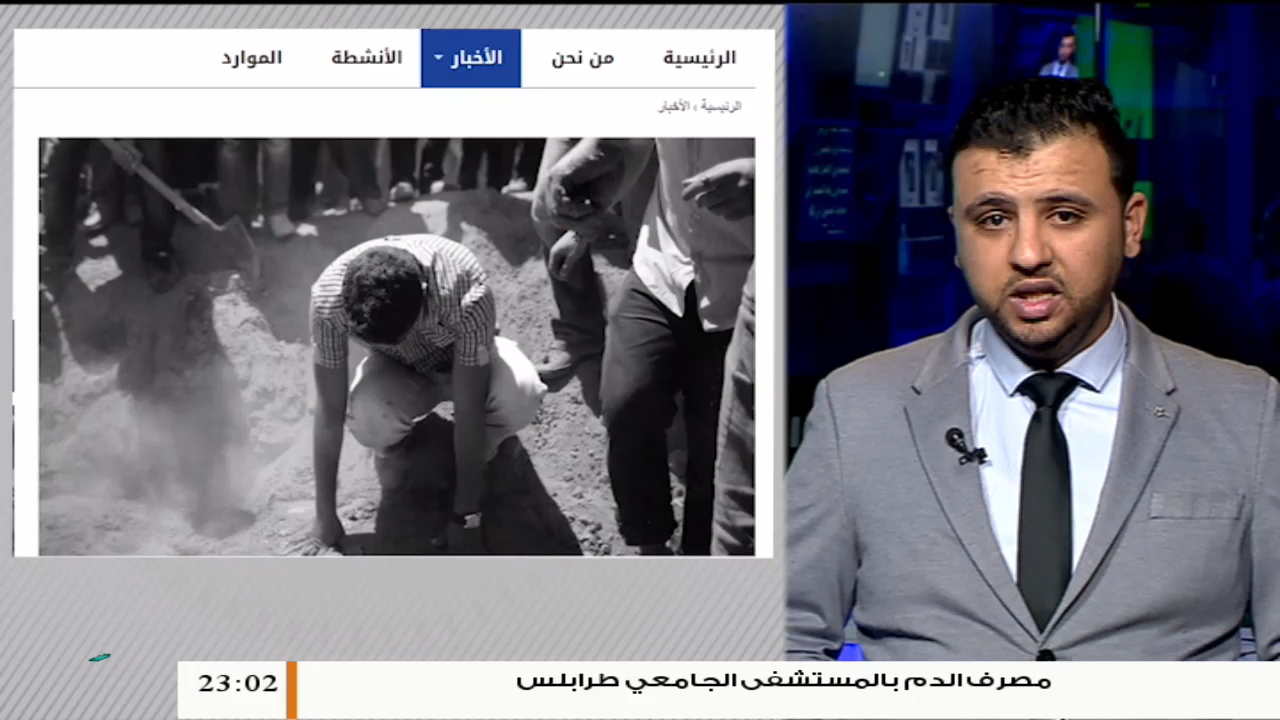 الرئيسية من نحن الأخبار الأنشطة الموارد
الرئيسية › الأخبار
مصرف الدم بالمستشفى الجامعي طرابلس
23:02